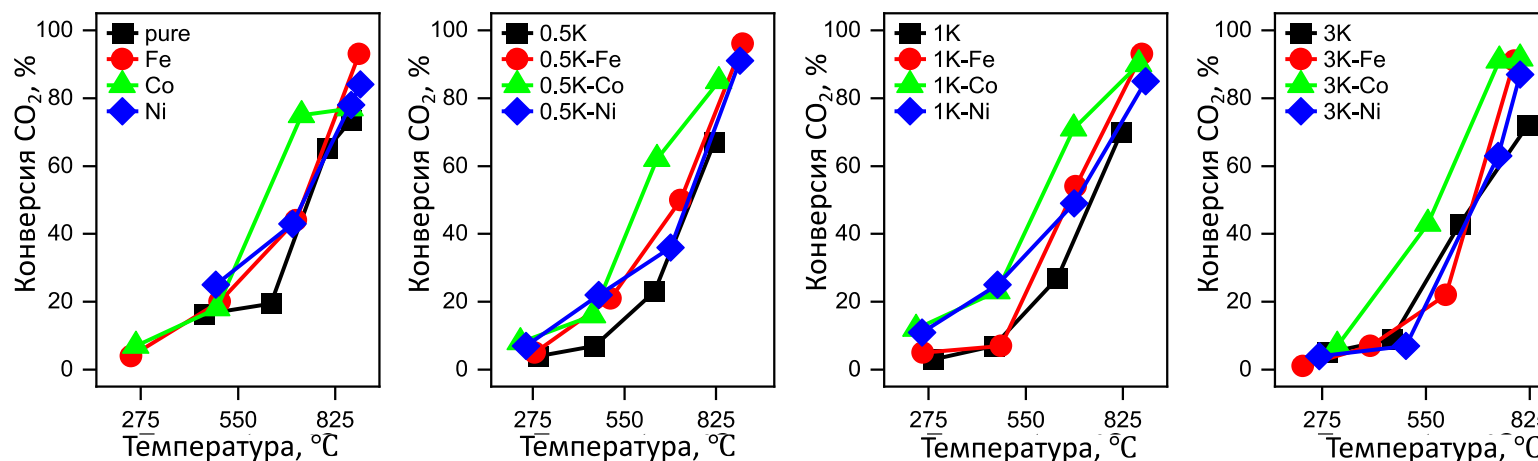 Конверсия CO₂, %
100
80
60
40
20
0
pure
Fe
Co
Ni
275
550
825
Температура, °C
Конверсия CO₂, %
100
80
60
40
20
0
0.5K
0.5K-Fe
0.5K-Co
0.5K-Ni
275
550
825
Температура, °C
Конверсия CO₂, %
100
80
60
40
20
0
1K
1K-Fe
1K-Co
1K-Ni
275
550
825
Температура, °C
Конверсия CO₂, %
100
80
60
40
20
0
3K
3K-Fe
3K-Co
3K-Ni
275
550
825
Температура, °C